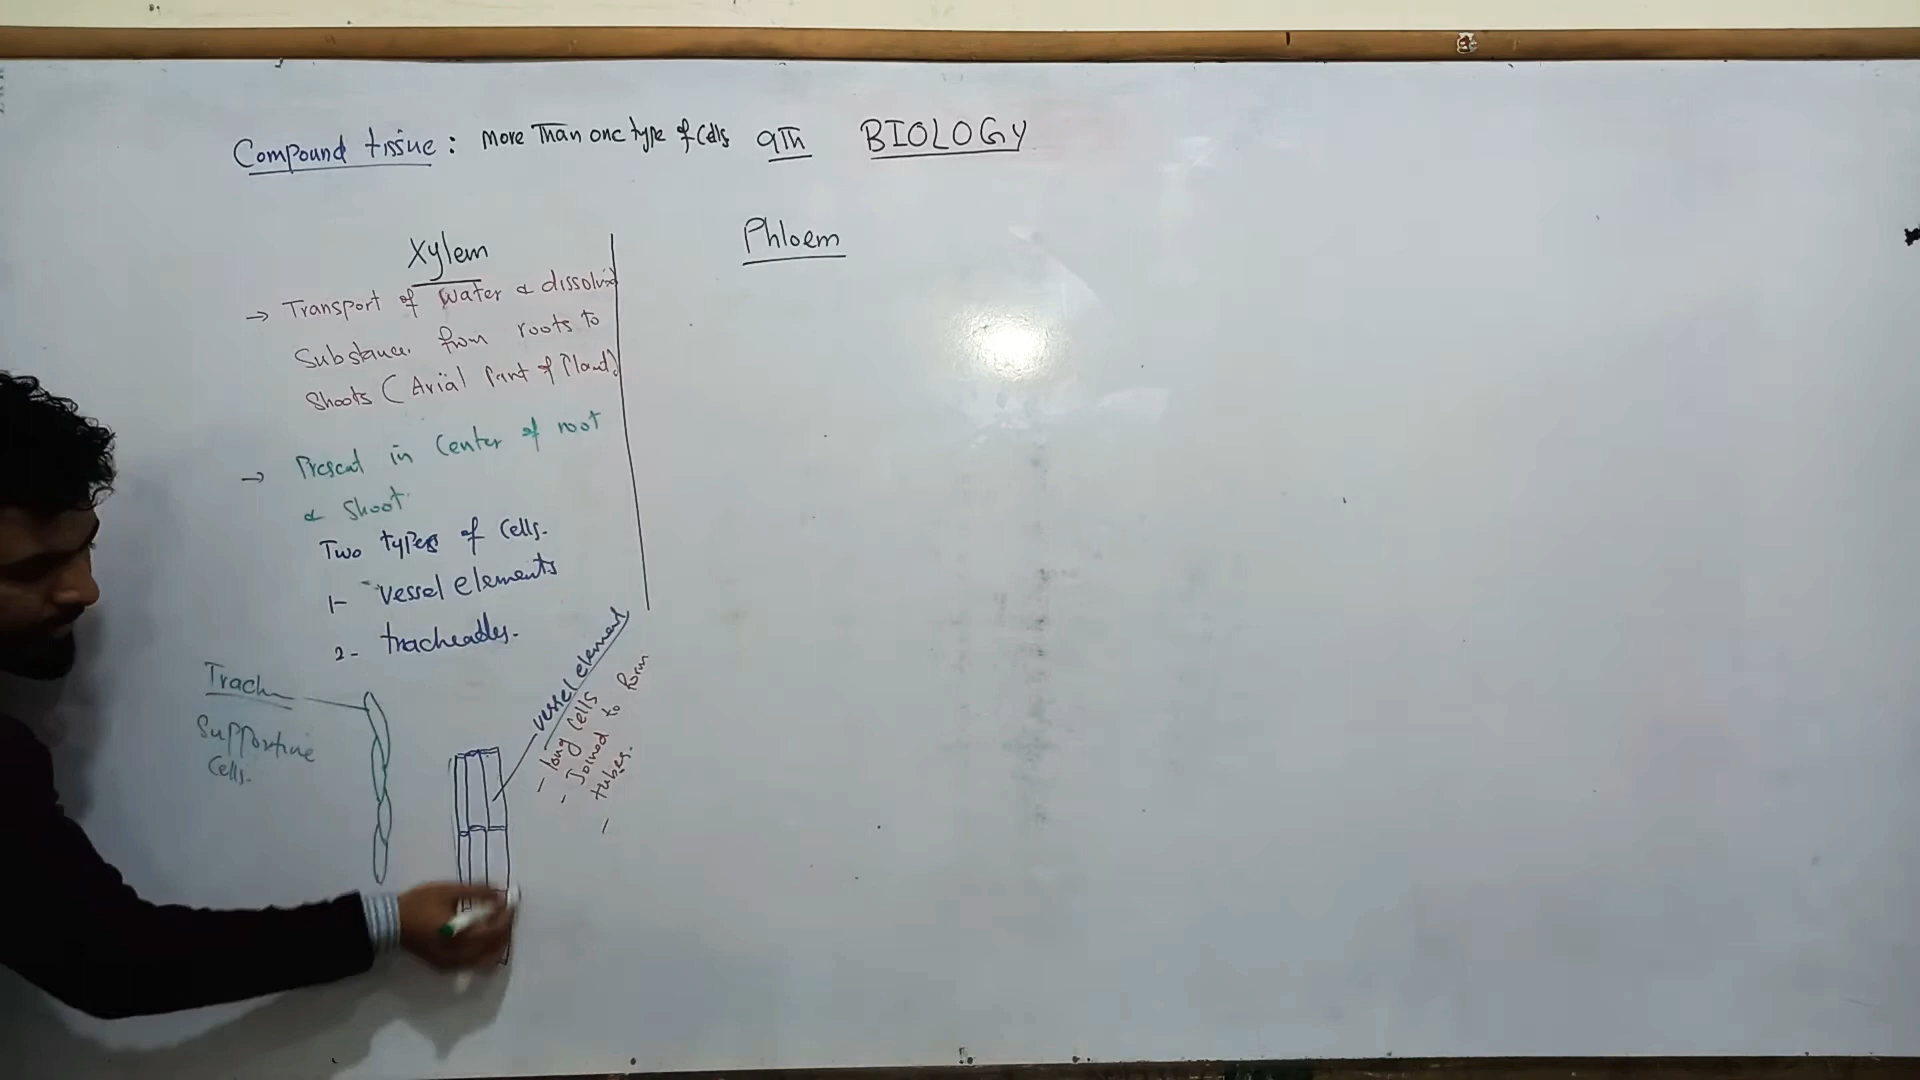 Compound tissue : More Than one type of Cells 9Th BIOLOGY
Xylem
→ Transport of Water & dissolved
Substance. from roots to
Shoots (Arial Part of Plant)
→ Present in Center of root
& Shoot.
Two types of Cells.
1- vessel elements
2-
Phloem
Trach
Supportive
Cells.
vessel element
- long Cells
- Joined to form
tubes.
-